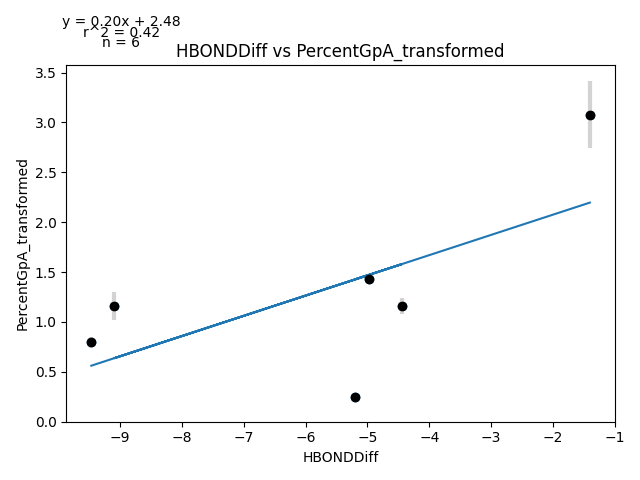 y = 0.20x + 2.48
r^2 = 0.42
n = 6
HBONDDiff vs PercentGpA_transformed
PercentGpA_transformed
3.5
3.0
2.5
2.0
1.5
1.0
0.5
0.0
−9
−8
−7
−6
−5
−4
−3
−2
−1
HBONDDiff